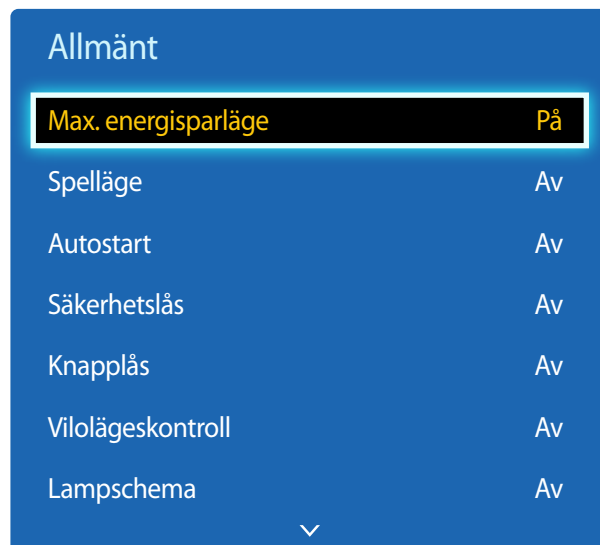 Allmänt
Max. energisparläge På
Spelläge Av
Autostart Av
Säkerhetslås Av
Knapplås Av
Vilolägeskontroll Av
Lampschema Av